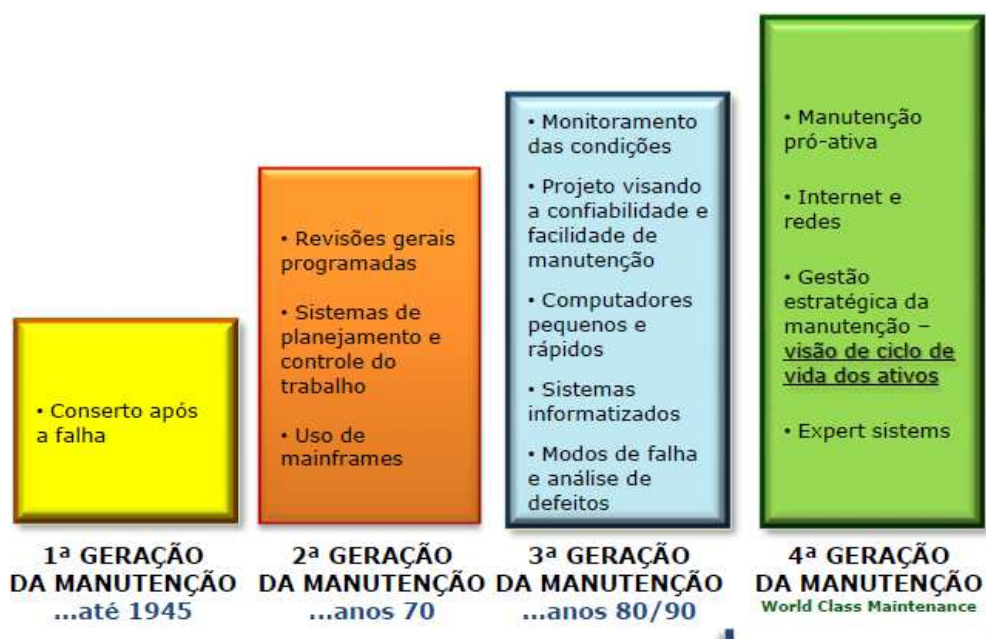 • Conserto após
a falha
1ª GERAÇÃO
DA MANUTENÇÃO
...até 1945
• Revisões gerais
programadas
• Sistemas de
planejamento e
controle do
trabalho
• Uso de
mainframes
2ª GERAÇÃO
DA MANUTENÇÃO
...anos 70
• Monitoramento
das condições
• Projeto visando
a confiabilidade e
facilidade de
manutenção
• Computadores
pequenos e
rápidos
• Sistemas
informatizados
• Modos de falha
e análise de
defeitos
3ª GERAÇÃO
DA MANUTENÇÃO
...anos 80/90
• Manutenção
pró-ativa
• Internet e
redes
• Gestão
estratégica da
manutenção –
visão de ciclo de
vida dos ativos
• Expert sistems
4ª GERAÇÃO
DA MANUTENÇÃO
World Class Maintenance